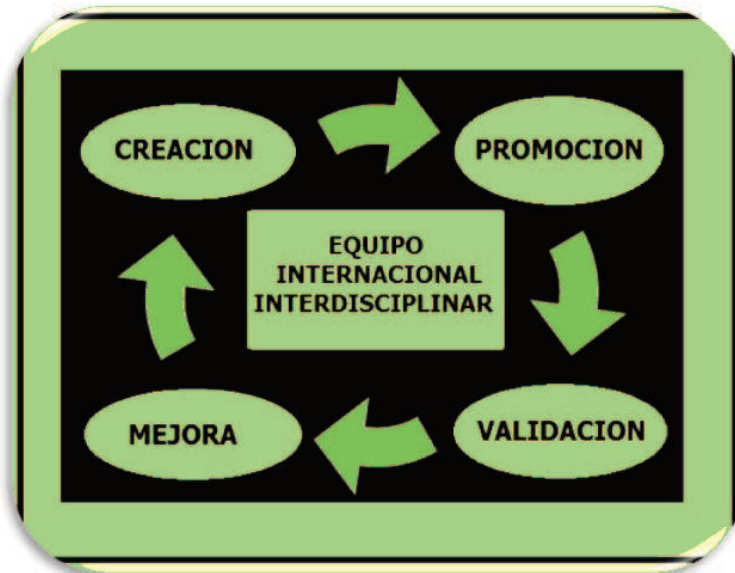 CREACION
PROMOCION
EQUIPO
INTERNACIONAL
INTERDISCIPLINAR
MEJORA
VALIDACION